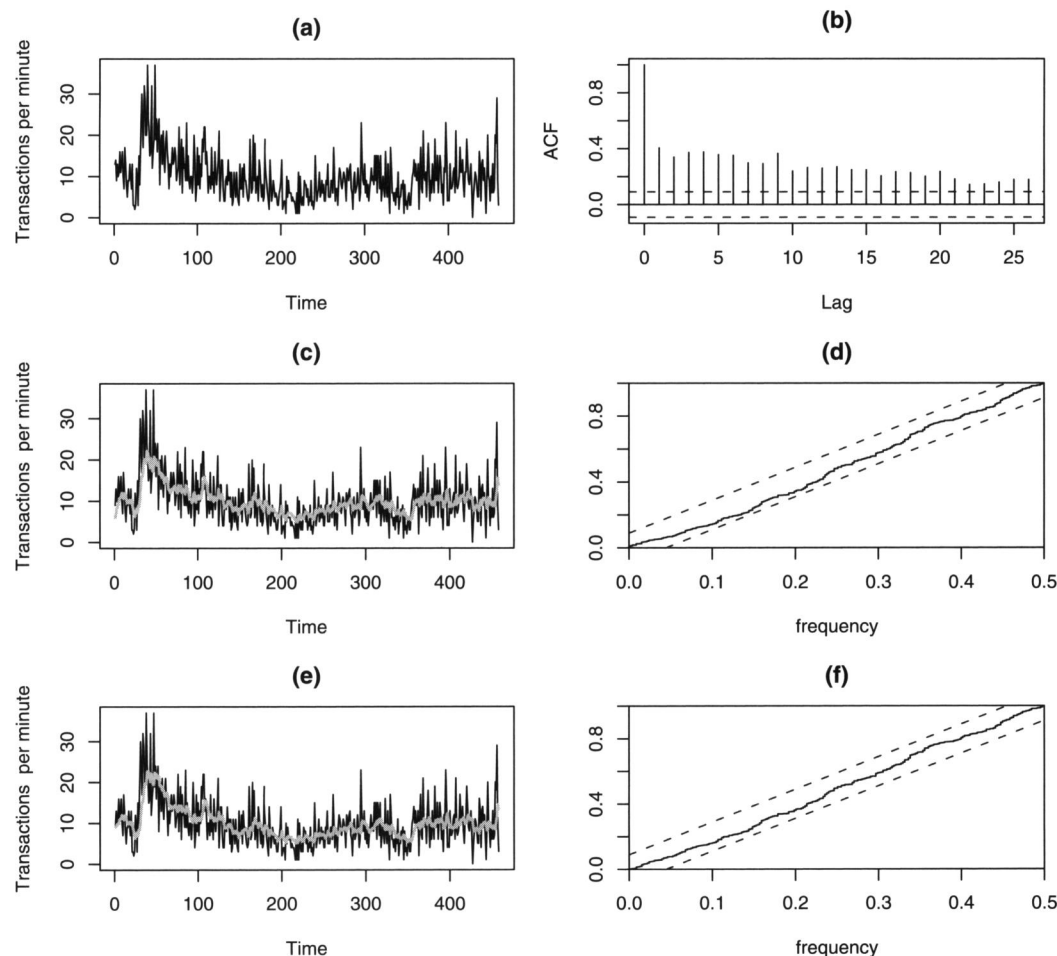 (a)
Transactions per minute
0 10 20 30
0 100 200 300 400
Time
(b)
ACF
0.0 0.4 0.8
0 5 10 15 20 25
Lag
(c)
Transactions per minute
0 10 20 30
0 100 200 300 400
Time
(d)
0.0 0.4 0.8
0.0 0.1 0.2 0.3 0.4 0.5
frequency
(e)
Transactions per minute
0 10 20 30
0 100 200 300 400
Time
(f)
0.0 0.4 0.8
0.0 0.1 0.2 0.3 0.4 0.5
frequency